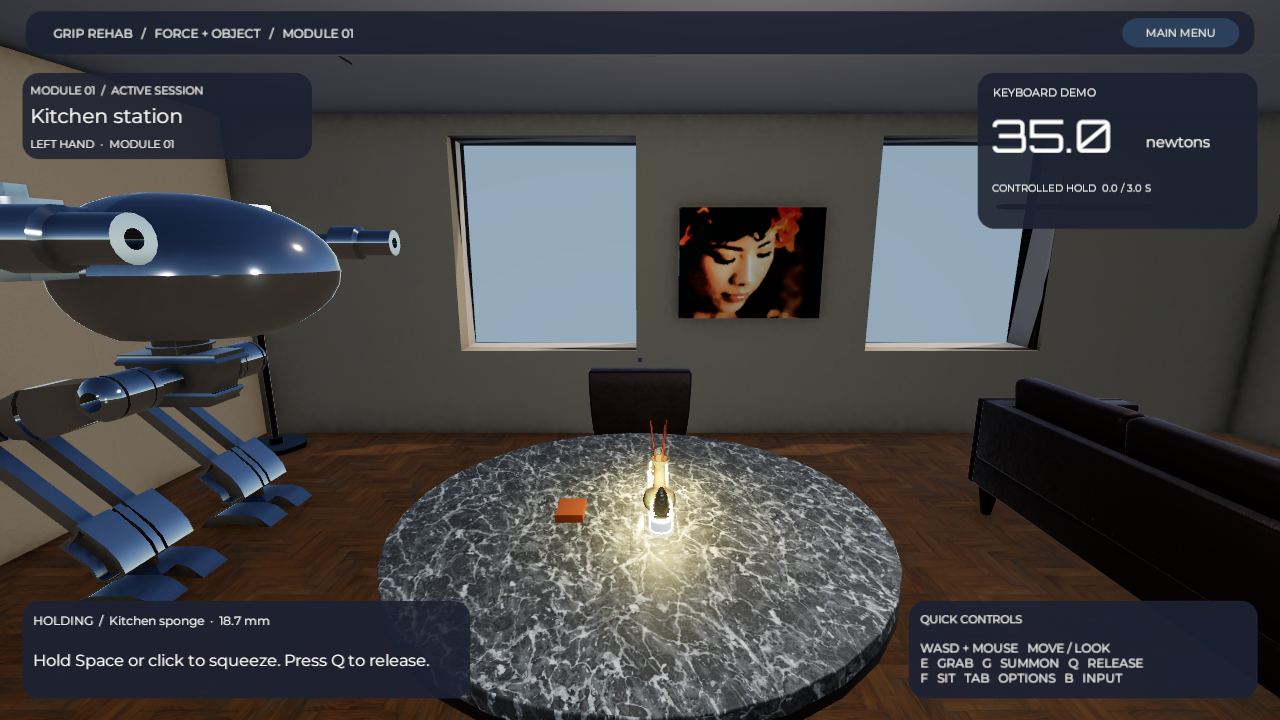 GRIP REHAB / FORCE + OBJECT / MODULE 01
MAIN MENU
MODULE 01 / ACTIVE SESSION
Kitchen station
LEFT HAND · MODULE 01
KEYBOARD DEMO
35.0 newtons
CONTROLLED HOLD 0.0 / 3.0 S
HOLDING / Kitchen sponge · 18.7 mm
Hold Space or click to squeeze. Press Q to release.
QUICK CONTROLS
WASD + MOUSE MOVE / LOOK
E GRAB G SUMMON Q RELEASE
F SIT TAB OPTIONS B INPUT